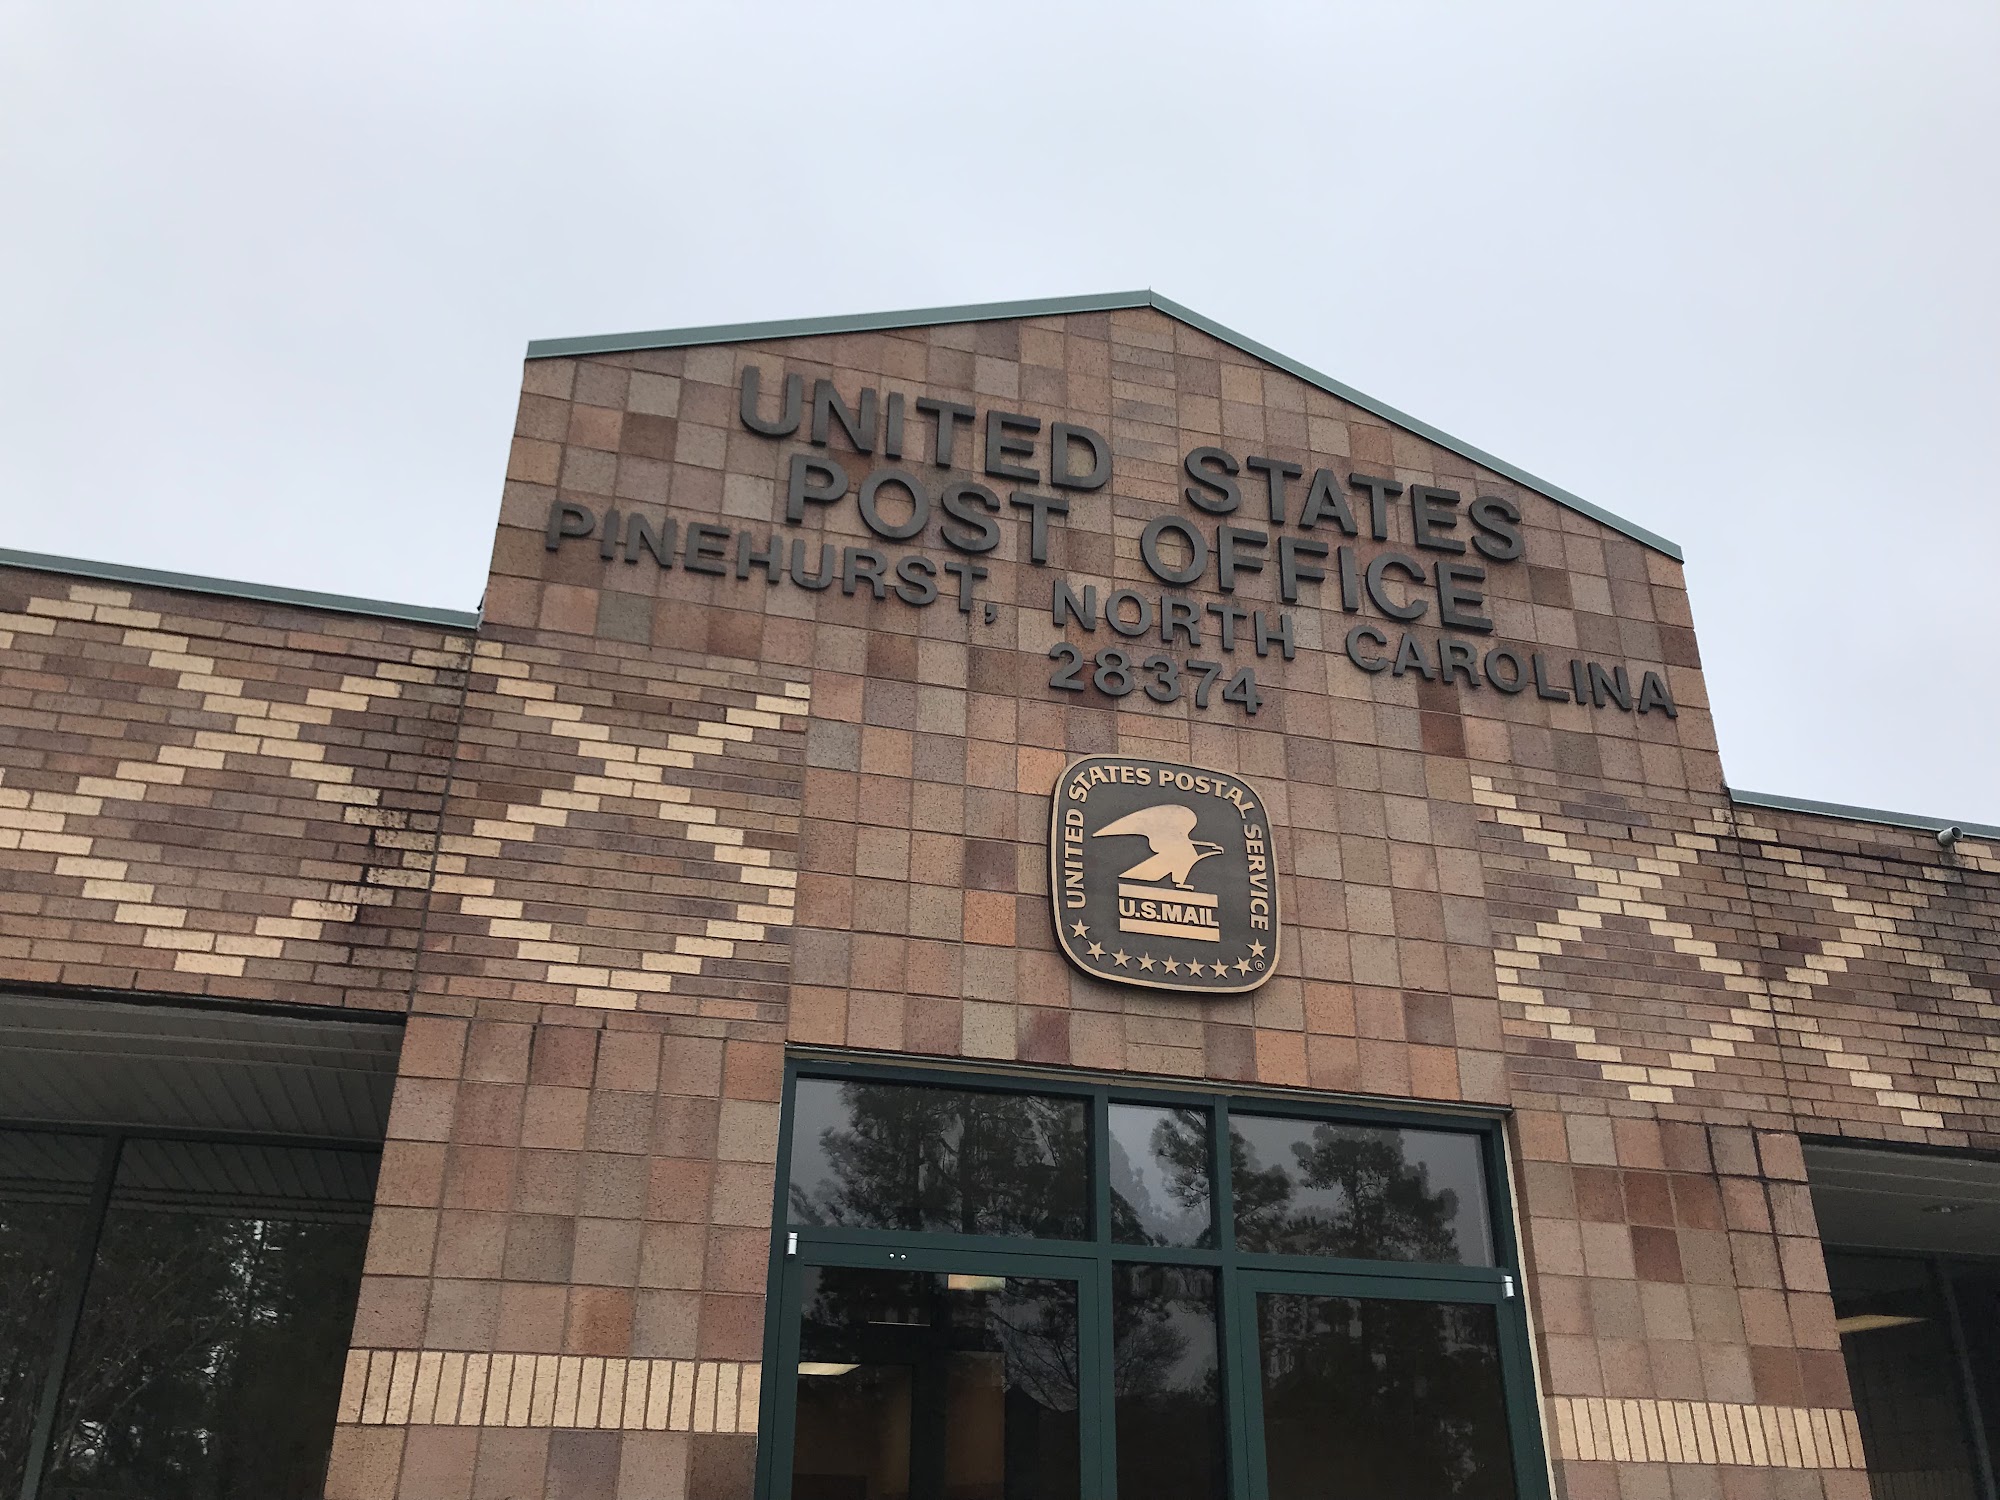 UNITED STATES
POST OFFICE
PINEHURST, NORTH CAROLINA
28374
UNITED STATES POSTAL SERVICE
U.S.MAIL
®